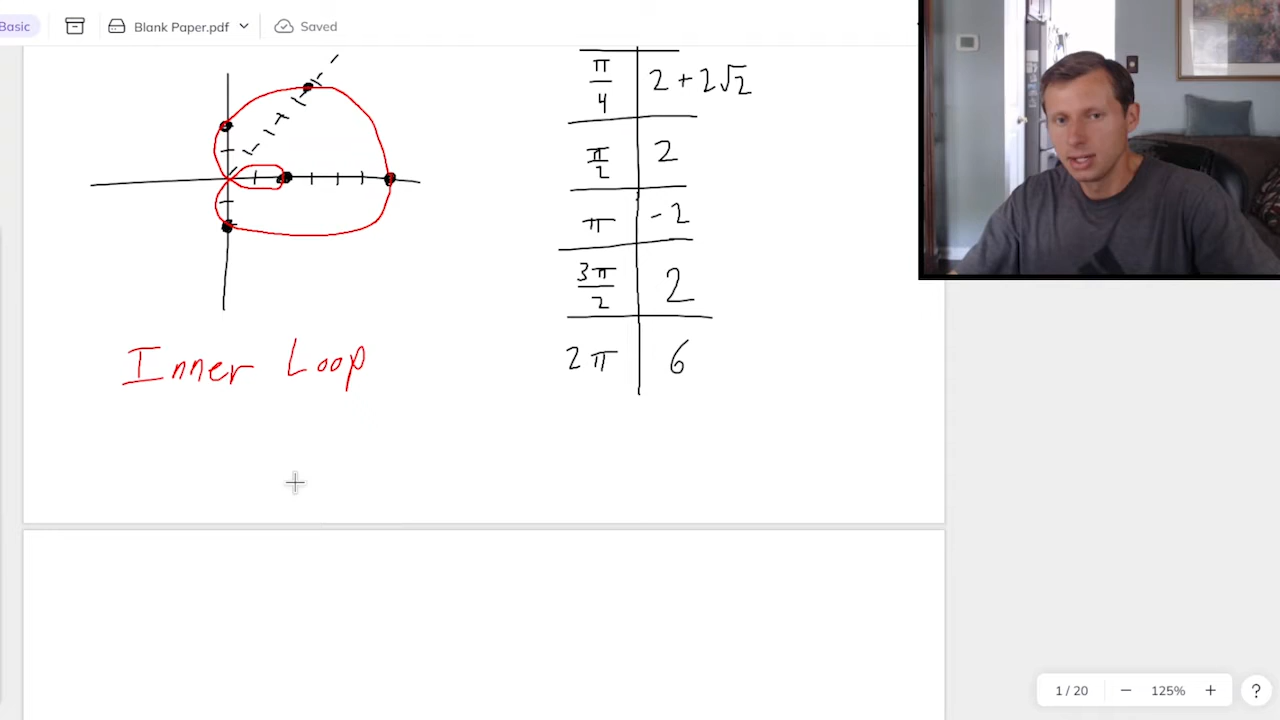 Basic
Blank Paper.pdf
Saved
π/4 | 2 + 2√2
π/2 | 2
π | -2
3π/2 | 2
2π | 6
Inner Loop
1 / 20
125%
?